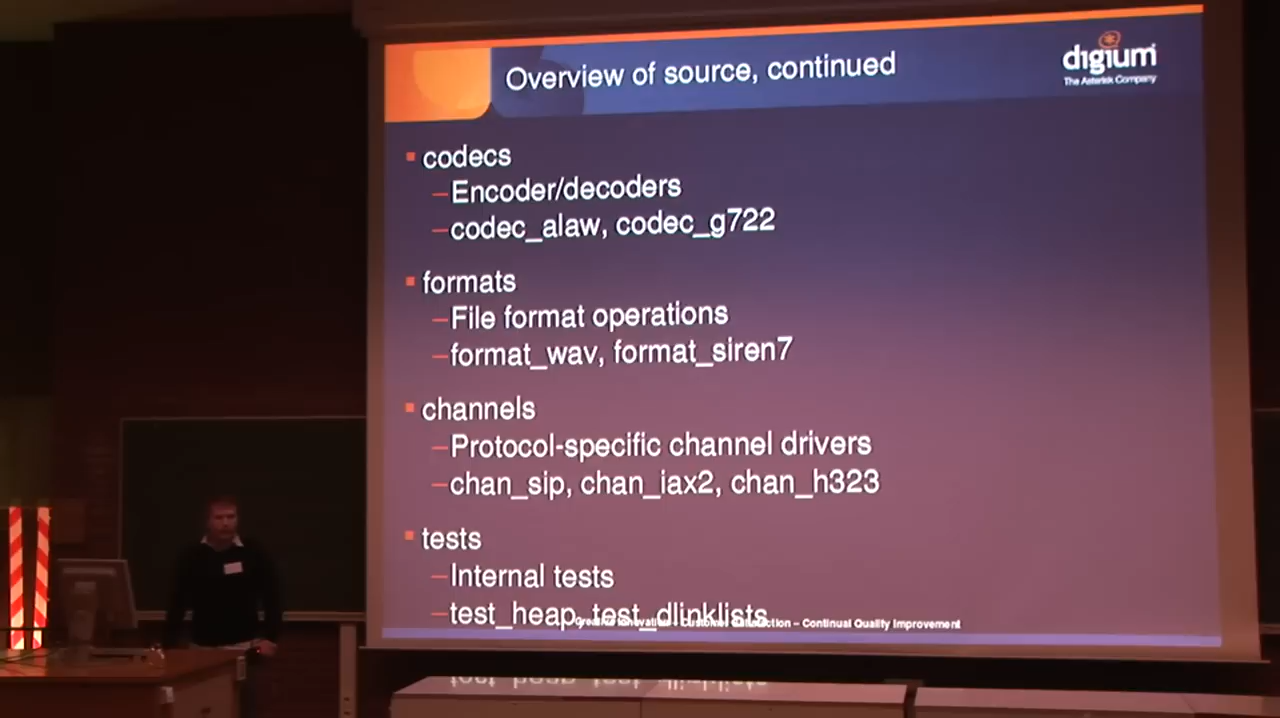 Overview of source, continued
digium
The Asterisk Company
codecs
–Encoder/decoders
–codec_alaw, codec_g722
formats
–File format operations
–format_wav, format_siren7
channels
–Protocol-specific channel drivers
–chan_sip, chan_iax2, chan_h323
tests
–Internal tests
–test_heap, test_dlinklists
Creative Innovation – Customer Satisfaction – Continual Quality Improvement